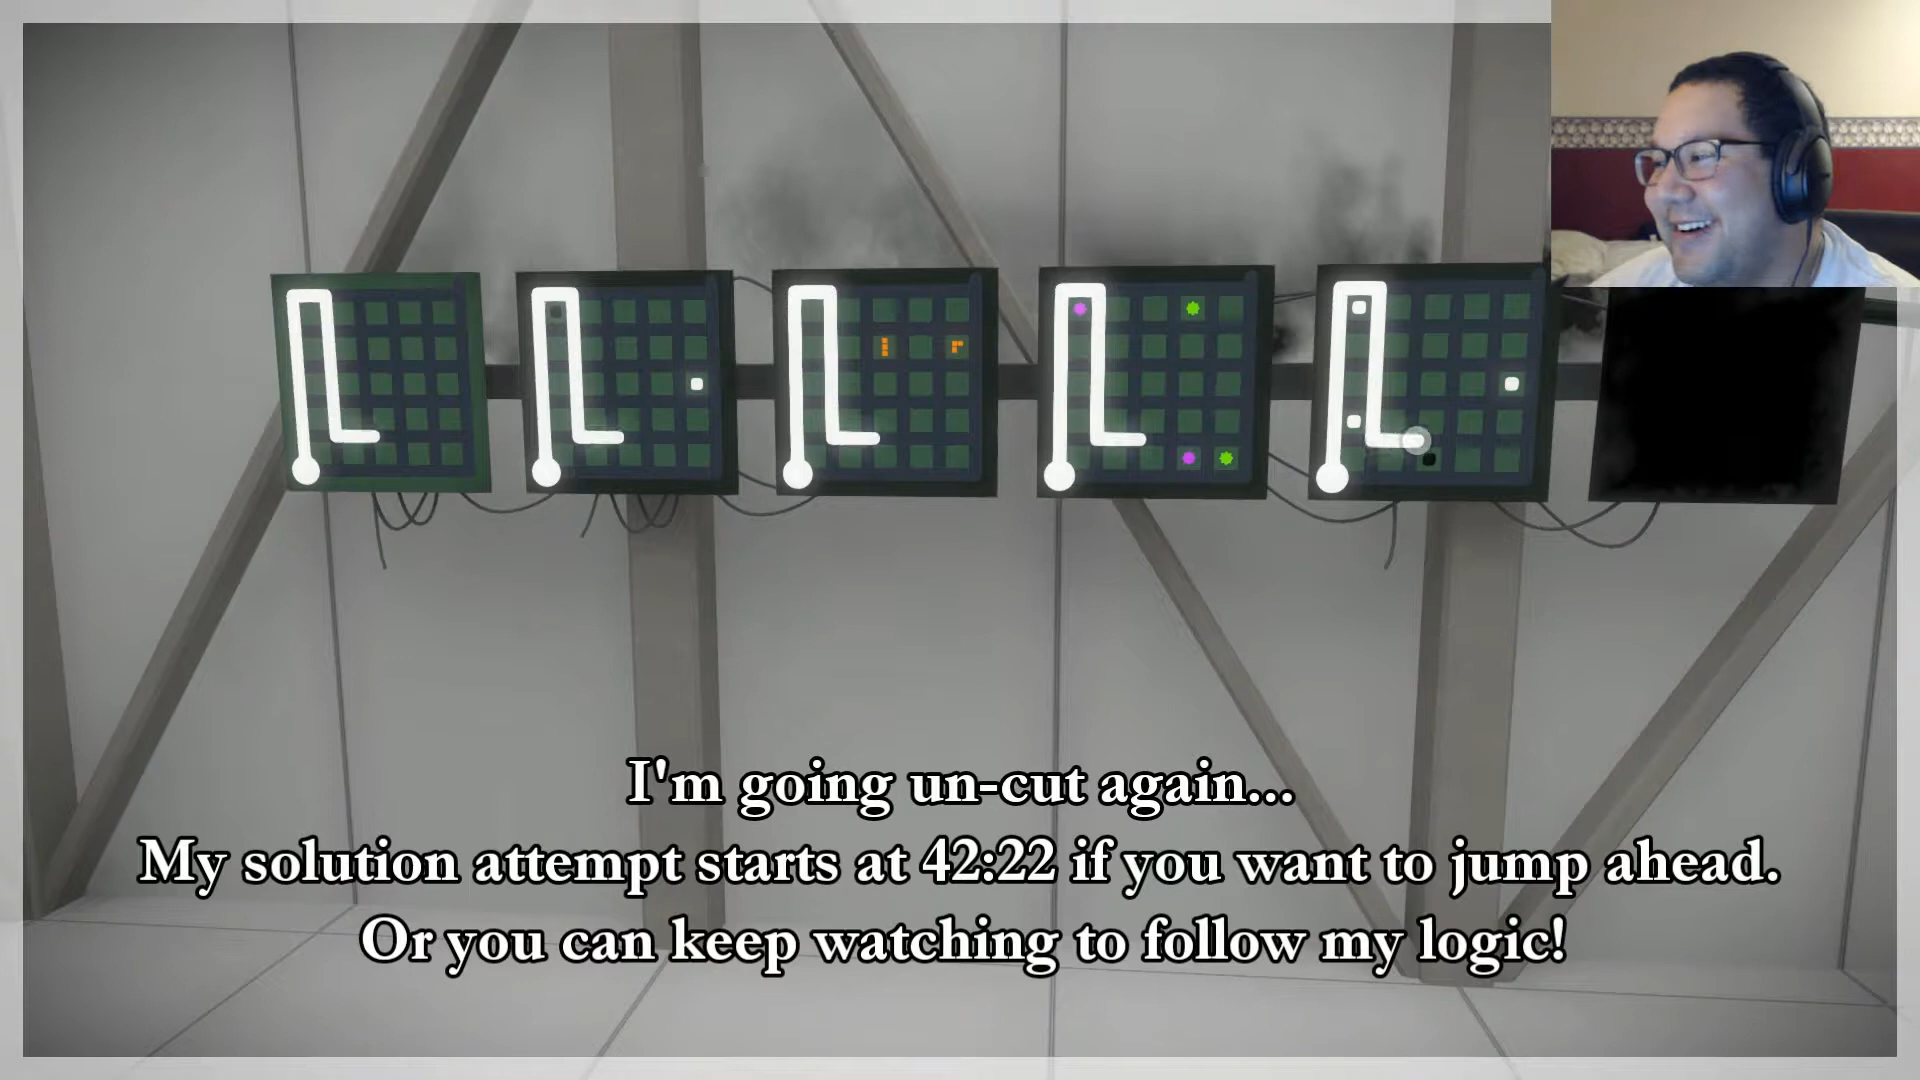 I'm going un-cut again...
My solution attempt starts at 42:22 if you want to jump ahead.
Or you can keep watching to follow my logic!